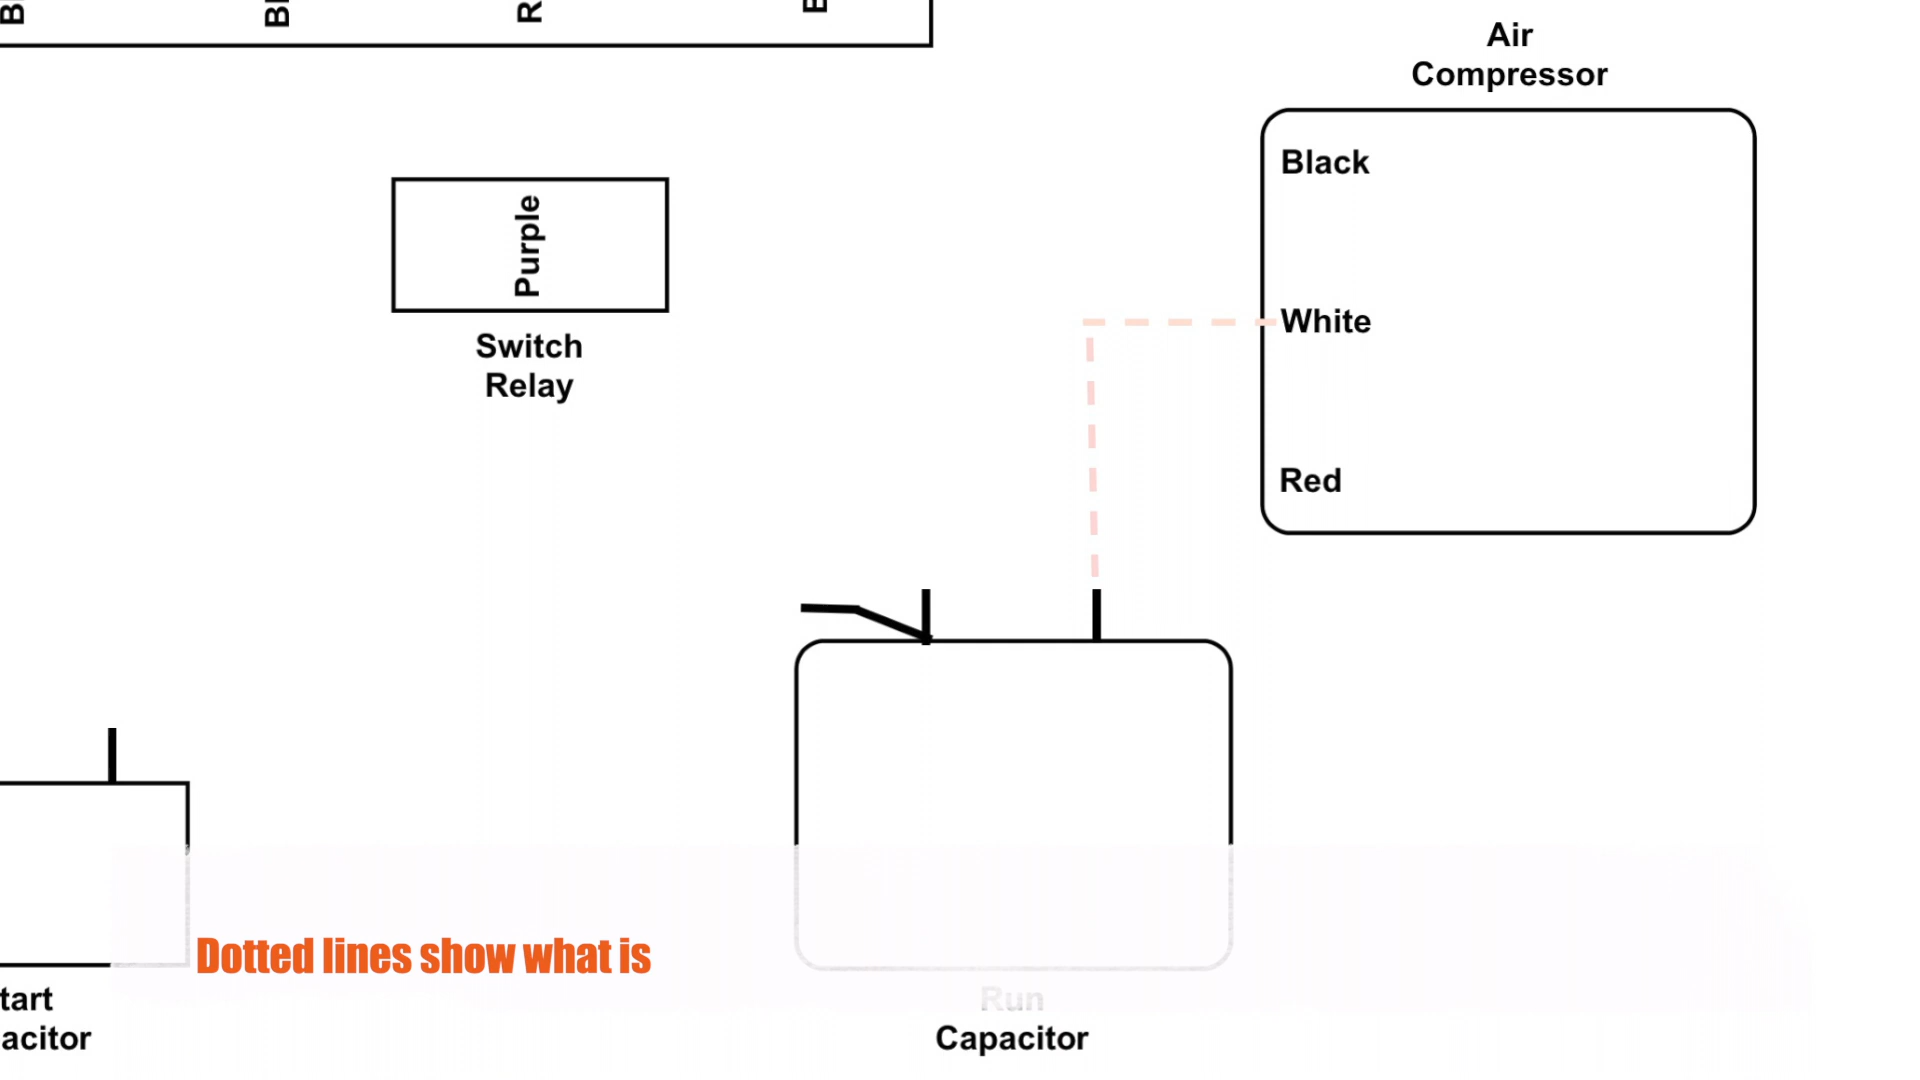 Air
Compressor
Black
Purple
White
Switch
Relay
Red
Dotted lines show what is
tart
acitor
Run
Capacitor